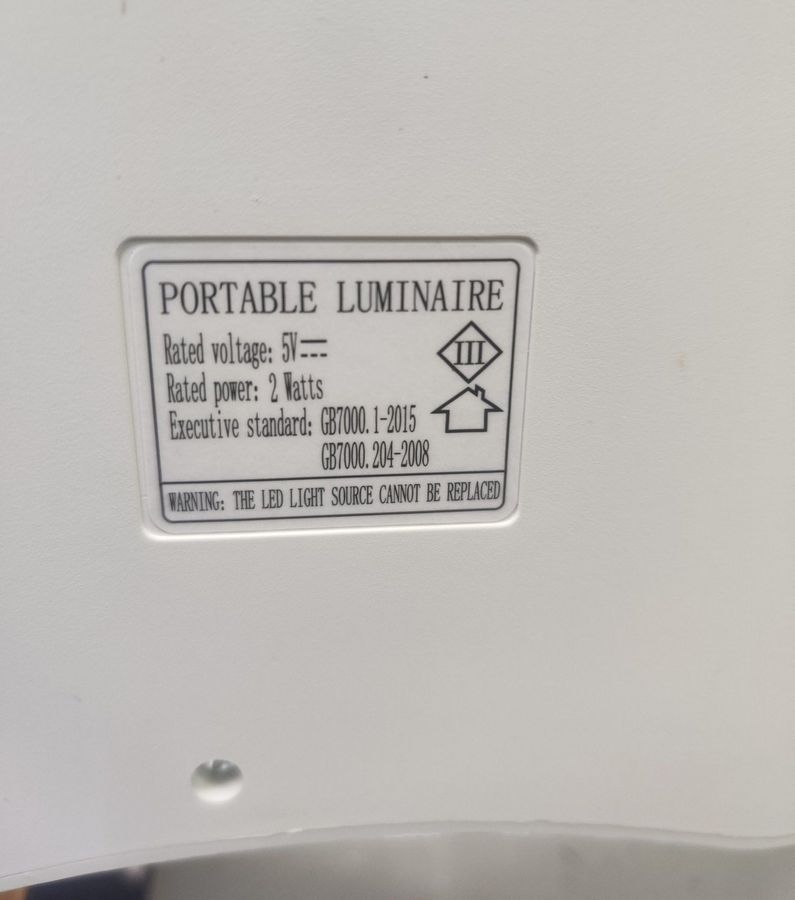 PORTABLE LUMINAIRE
Rated voltage: 5V⎓
Rated power: 2 Watts
III
Executive standard: GB7000.1-2015
GB7000.204-2008
WARNING: THE LED LIGHT SOURCE CANNOT BE REPLACED